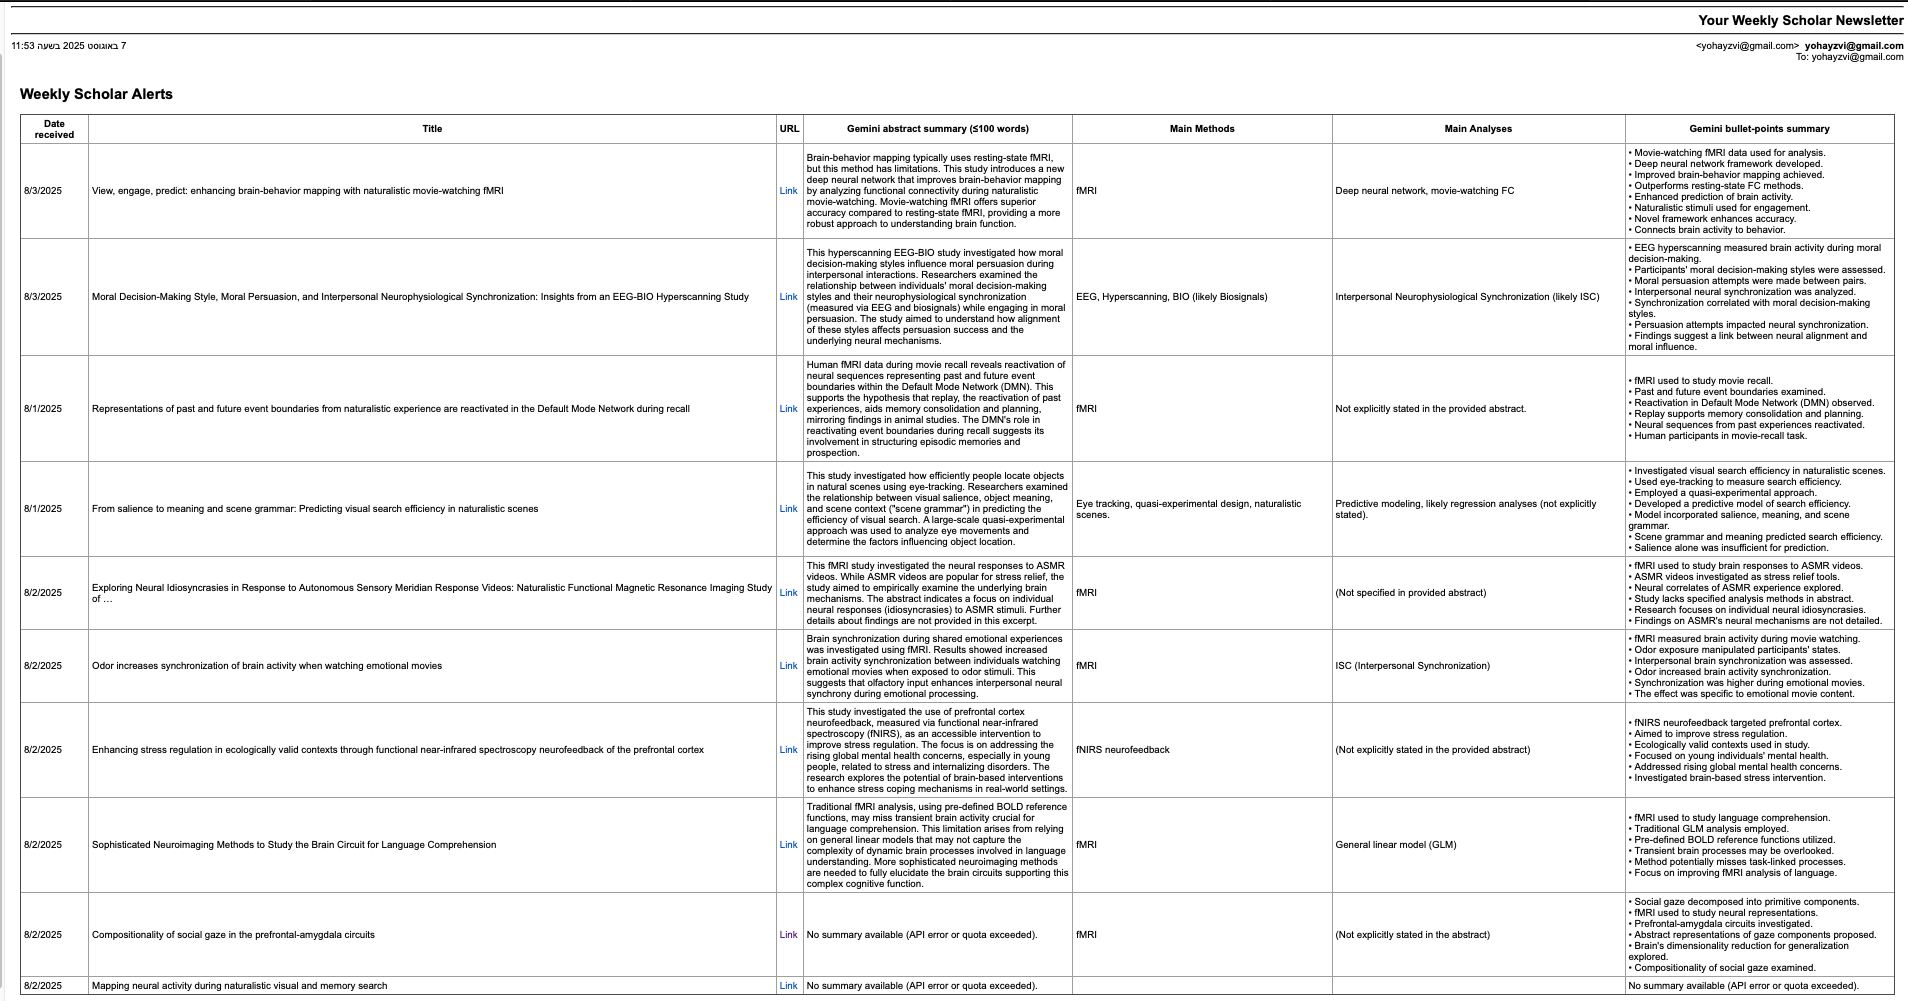 Your Weekly Scholar Newsletter
7 באוגוסט 2025 בשעה 11:53
<yohayzvi@gmail.com> yohayzvi@gmail.com
To: yohayzvi@gmail.com
Weekly Scholar Alerts
Date received
Title
URL
Gemini abstract summary (≤100 words)
Main Methods
Main Analyses
Gemini bullet-points summary
8/3/2025
View, engage, predict: enhancing brain-behavior mapping with naturalistic movie-watching fMRI
Link
Brain-behavior mapping typically uses resting-state fMRI,
but this method has limitations. This study introduces a new
deep neural network that improves brain-behavior mapping
by analyzing functional connectivity during naturalistic
movie-watching. Movie-watching fMRI offers superior
accuracy compared to resting-state fMRI, providing a more
robust approach to understanding brain function.
fMRI
Deep neural network, movie-watching FC
• Movie-watching fMRI data used for analysis.
• Deep neural network framework developed.
• Improved brain-behavior mapping achieved.
• Outperforms resting-state FC methods.
• Enhanced prediction of brain activity.
• Naturalistic stimuli used for engagement.
• Novel framework enhances accuracy.
• Connects brain activity to behavior.
8/3/2025
Moral Decision-Making Style, Moral Persuasion, and Interpersonal Neurophysiological Synchronization: Insights from an EEG-BIO Hyperscanning Study
Link
This hyperscanning EEG-BIO study investigated how moral
decision-making styles influence moral persuasion during
interpersonal interactions. Researchers examined the
relationship between individuals' moral decision-making
styles and their neurophysiological synchronization
(measured via EEG and biosignals) while engaging in moral
persuasion. The study aimed to understand how alignment
of these styles affects persuasion success and the
underlying neural mechanisms.
EEG, Hyperscanning, BIO (likely Biosignals)
Interpersonal Neurophysiological Synchronization (likely ISC)
• EEG hyperscanning measured brain activity during moral
decision-making.
• Participants' moral decision-making styles were assessed.
• Moral persuasion attempts were made between pairs.
• Interpersonal neural synchronization was analyzed.
• Synchronization correlated with moral decision-making
styles.
• Persuasion attempts impacted neural synchronization.
• Findings suggest a link between neural alignment and
moral influence.
8/1/2025
Representations of past and future event boundaries from naturalistic experience are reactivated in the Default Mode Network during recall
Link
Human fMRI data during movie recall reveals reactivation of
neural sequences representing past and future event
boundaries within the Default Mode Network (DMN). This
supports the hypothesis that replay, the reactivation of past
experiences, aids memory consolidation and planning,
mirroring findings in animal studies. The DMN's role in
reactivating event boundaries during recall suggests its
involvement in structuring episodic memories and
prospection.
fMRI
Not explicitly stated in the provided abstract.
• fMRI used to study movie recall.
• Past and future event boundaries examined.
• Reactivation in Default Mode Network (DMN) observed.
• Replay supports memory consolidation and planning.
• Neural sequences from past experiences reactivated.
• Human participants in movie-recall task.
8/1/2025
From salience to meaning and scene grammar: Predicting visual search efficiency in naturalistic scenes
Link
This study investigated how efficiently people locate objects
in natural scenes using eye-tracking. Researchers examined
the relationship between visual salience, object meaning,
and scene context ("scene grammar") in predicting the
efficiency of visual search. A large-scale quasi-experimental
approach was used to analyze eye movements and
determine the factors influencing object location.
Eye tracking, quasi-experimental design, naturalistic
scenes.
Predictive modeling, likely regression analyses (not explicitly
stated).
• Investigated visual search efficiency in naturalistic scenes.
• Used eye-tracking to measure search efficiency.
• Employed a quasi-experimental approach.
• Developed a predictive model of search efficiency.
• Model incorporated salience, meaning, and scene
grammar.
• Scene grammar and meaning predicted search efficiency.
• Salience alone was insufficient for prediction.
8/2/2025
Exploring Neural Idiosyncrasies in Response to Autonomous Sensory Meridian Response Videos: Naturalistic Functional Magnetic Resonance Imaging Study
of …
Link
This fMRI study investigated the neural responses to ASMR
videos. While ASMR videos are popular for stress relief, the
study aimed to empirically examine the underlying brain
mechanisms. The abstract indicates a focus on individual
neural responses (idiosyncrasies) to ASMR stimuli. Further
details about findings are not provided in this excerpt.
fMRI
(Not specified in provided abstract)
• fMRI used to study brain responses to ASMR videos.
• ASMR videos investigated as stress relief tools.
• Neural correlates of ASMR experience explored.
• Study lacks specified analysis methods in abstract.
• Research focuses on individual neural idiosyncrasies.
• Findings on ASMR's neural mechanisms are not detailed.
8/2/2025
Odor increases synchronization of brain activity when watching emotional movies
Link
Brain synchronization during shared emotional experiences
was investigated using fMRI. Results showed increased
brain activity synchronization between individuals watching
emotional movies when exposed to odor stimuli. This
suggests that olfactory input enhances interpersonal neural
synchrony during emotional processing.
fMRI
ISC (Interpersonal Synchronization)
• fMRI measured brain activity during movie watching.
• Odor exposure manipulated participants' states.
• Interpersonal brain synchronization was assessed.
• Odor increased brain activity synchronization.
• Synchronization was higher during emotional movies.
• The effect was specific to emotional movie content.
8/2/2025
Enhancing stress regulation in ecologically valid contexts through functional near-infrared spectroscopy neurofeedback of the prefrontal cortex
Link
This study investigated the use of prefrontal cortex
neurofeedback, measured via functional near-infrared
spectroscopy (fNIRS), as an accessible intervention to
improve stress regulation. The focus is on addressing the
rising global mental health concerns, especially in young
people, related to stress and internalizing disorders. The
research explores the potential of brain-based interventions
to enhance stress coping mechanisms in real-world settings.
fNIRS neurofeedback
(Not explicitly stated in the provided abstract)
• fNIRS neurofeedback targeted prefrontal cortex.
• Aimed to improve stress regulation.
• Ecologically valid contexts used in study.
• Focused on young individuals' mental health.
• Addressed rising global mental health concerns.
• Investigated brain-based stress intervention.
8/2/2025
Sophisticated Neuroimaging Methods to Study the Brain Circuit for Language Comprehension
Link
Traditional fMRI analysis, using pre-defined BOLD reference
functions, may miss transient brain activity crucial for
language comprehension. This limitation arises from relying
on general linear models that may not capture the
complexity of dynamic brain processes involved in language
understanding. More sophisticated neuroimaging methods
are needed to fully elucidate the brain circuits supporting this
complex cognitive function.
fMRI
General linear model (GLM)
• fMRI used to study language comprehension.
• Traditional GLM analysis employed.
• Pre-defined BOLD reference functions utilized.
• Transient brain processes may be overlooked.
• Method potentially misses task-linked processes.
• Focus on improving fMRI analysis of language.
8/2/2025
Compositionality of social gaze in the prefrontal-amygdala circuits
Link
No summary available (API error or quota exceeded).
fMRI
(Not explicitly stated in the abstract)
• Social gaze decomposed into primitive components.
• fMRI used to study neural representations.
• Prefrontal-amygdala circuits investigated.
• Abstract representations of gaze components proposed.
• Brain's dimensionality reduction for generalization
explored.
• Compositionality of social gaze examined.
8/2/2025
Mapping neural activity during naturalistic visual and memory search
Link
No summary available (API error or quota exceeded).
No summary available (API error or quota exceeded).